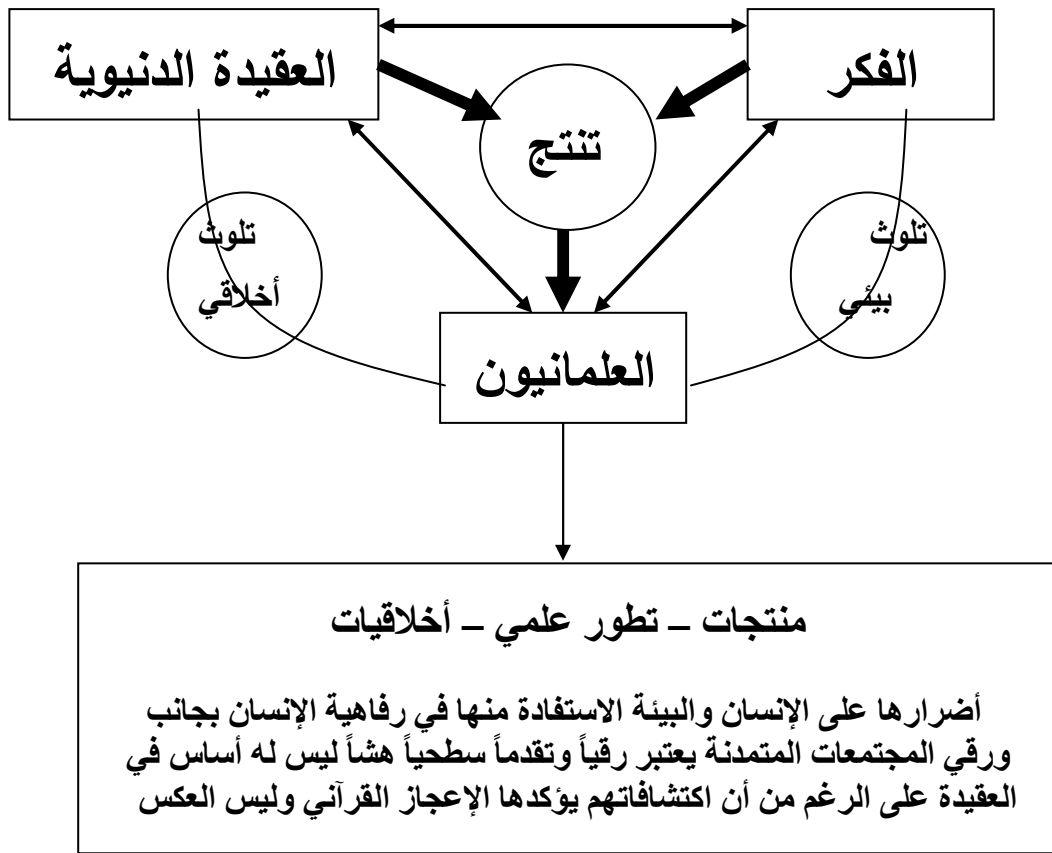 الفكر
العقيدة الدنيوية
تنتج
تلوث
بيئي
تلوث
أخلاقي
العلمانيون
منتجات – تطور علمي – أخلاقيات
أضرارها على الإنسان والبيئة الاستفادة منها في رفاهية الإنسان بجانب
ورقي المجتمعات المتمدنة يعتبر رقياً وتقدماً سطحياً هشاً ليس له أساس في
العقيدة على الرغم من أن اكتشافاتهم يؤكدها الإعجاز القرآني وليس العكس